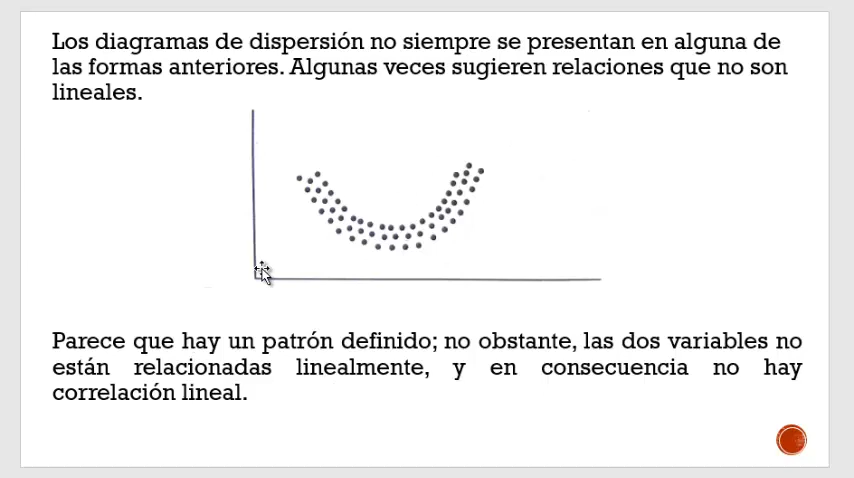 Los diagramas de dispersión no siempre se presentan en alguna de
las formas anteriores. Algunas veces sugieren relaciones que no son
lineales.
Parece que hay un patrón definido; no obstante, las dos variables no
están relacionadas linealmente, y en consecuencia no hay
correlación lineal.